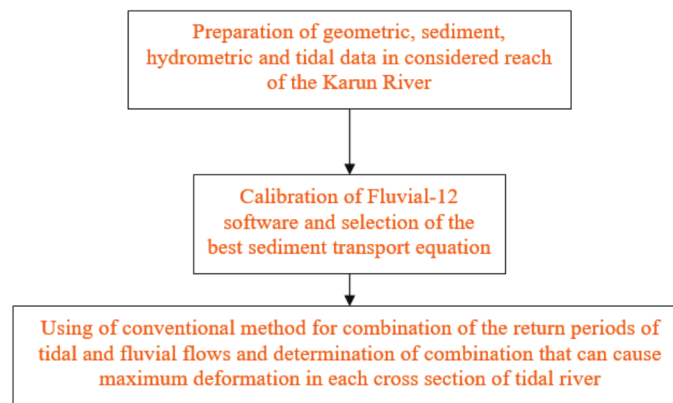 Preparation of geometric, sediment,
hydrometric and tidal data in considered reach
of the Karun River
Calibration of Fluvial-12
software and selection of the
best sediment transport equation
Using of conventional method for combination of the return periods of
tidal and fluvial flows and determination of combination that can cause
maximum deformation in each cross section of tidal river